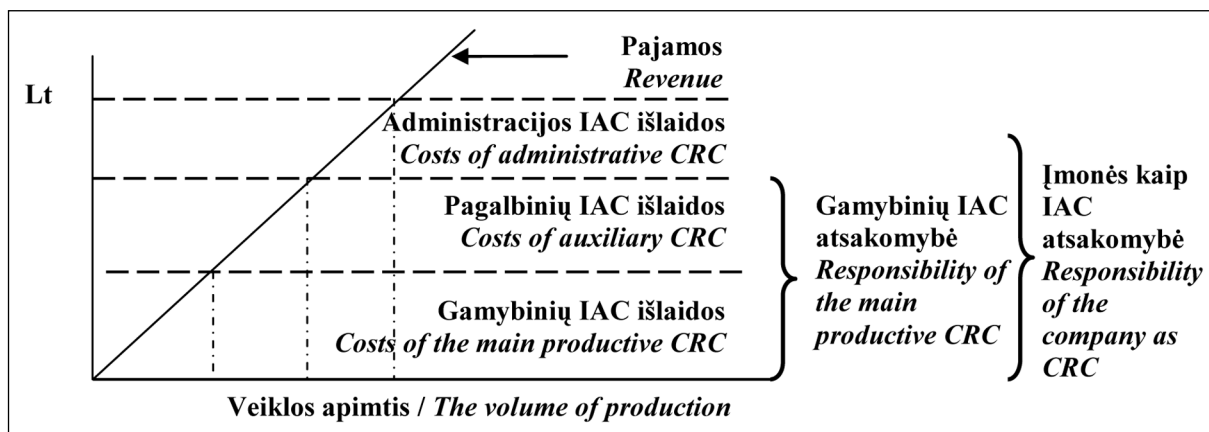 Lt
Pajamos
Revenue
Administracijos IAC išlaidos
Costs of administrative CRC
Pagalbinių IAC išlaidos
Costs of auxiliary CRC
Gamybinių IAC išlaidos
Costs of the main productive CRC
Gamybinių IAC
atsakomybė
Responsibility of
the main
productive CRC
Įmonės kaip
IAC
atsakomybė
Responsibility
of the
company as
CRC
Veiklos apimtis / The volume of production